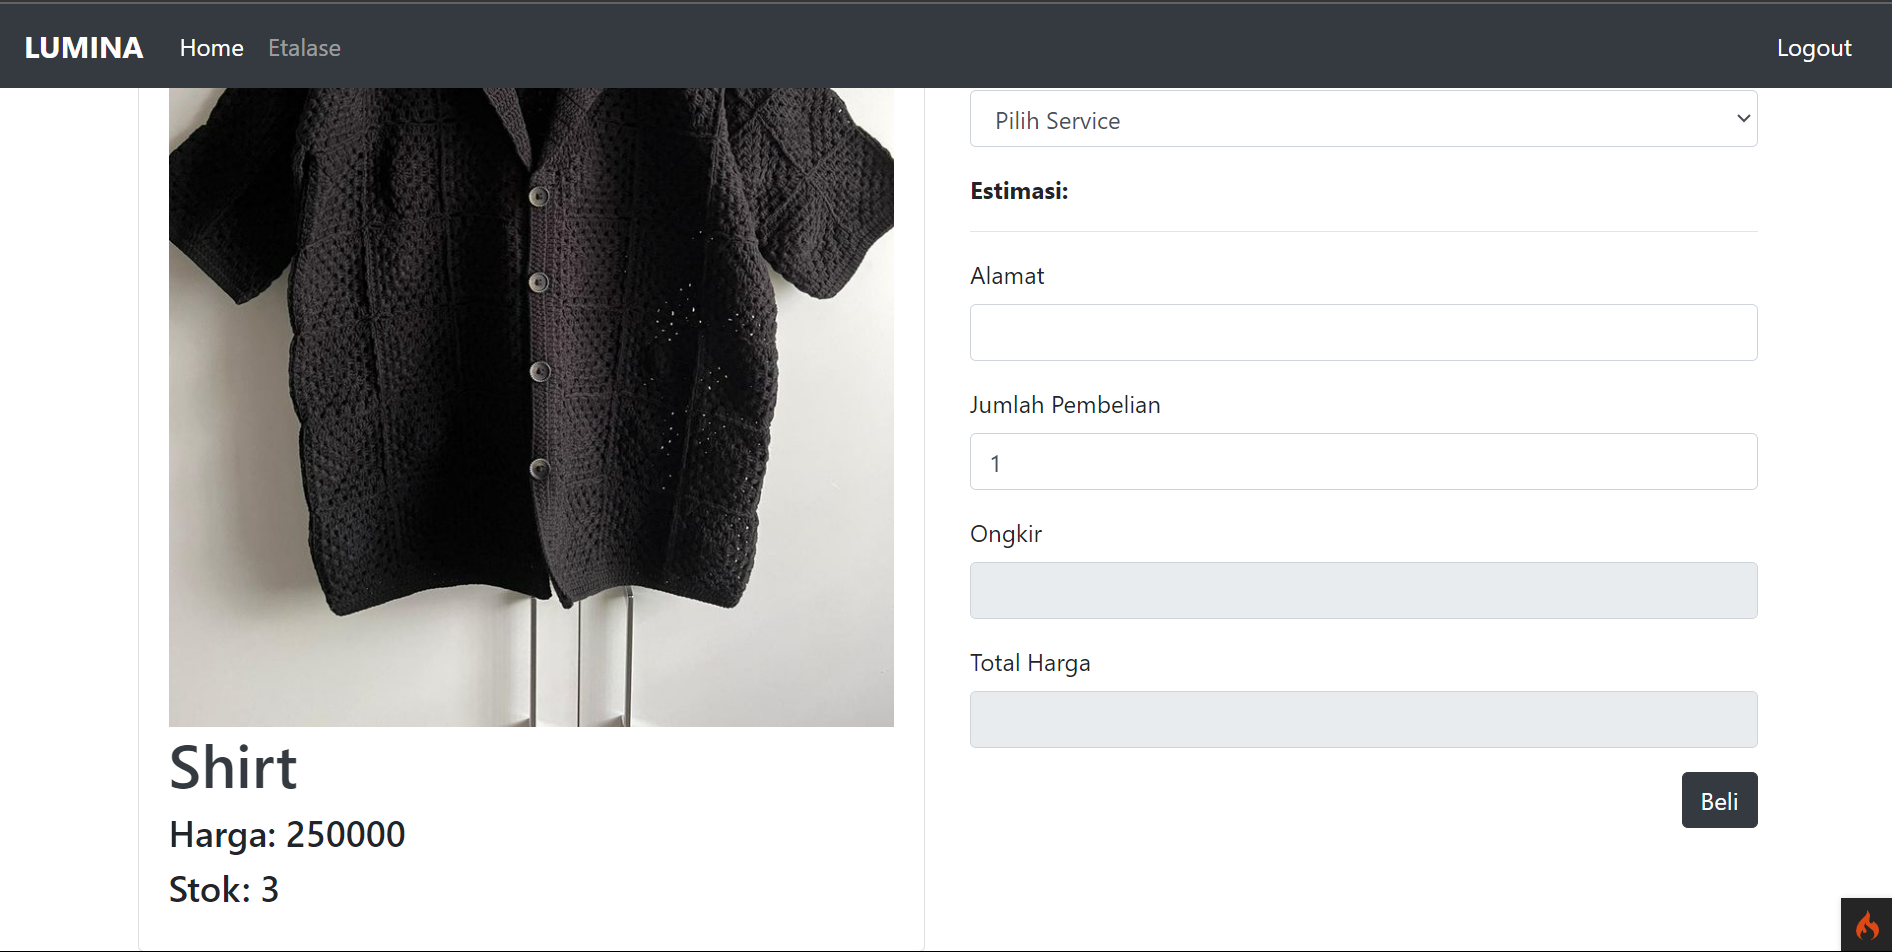 LUMINA Home Etalase Logout
Pilih Service
Estimasi:
Alamat
Jumlah Pembelian
1
Ongkir
Total Harga
Beli
Shirt
Harga: 250000
Stok: 3